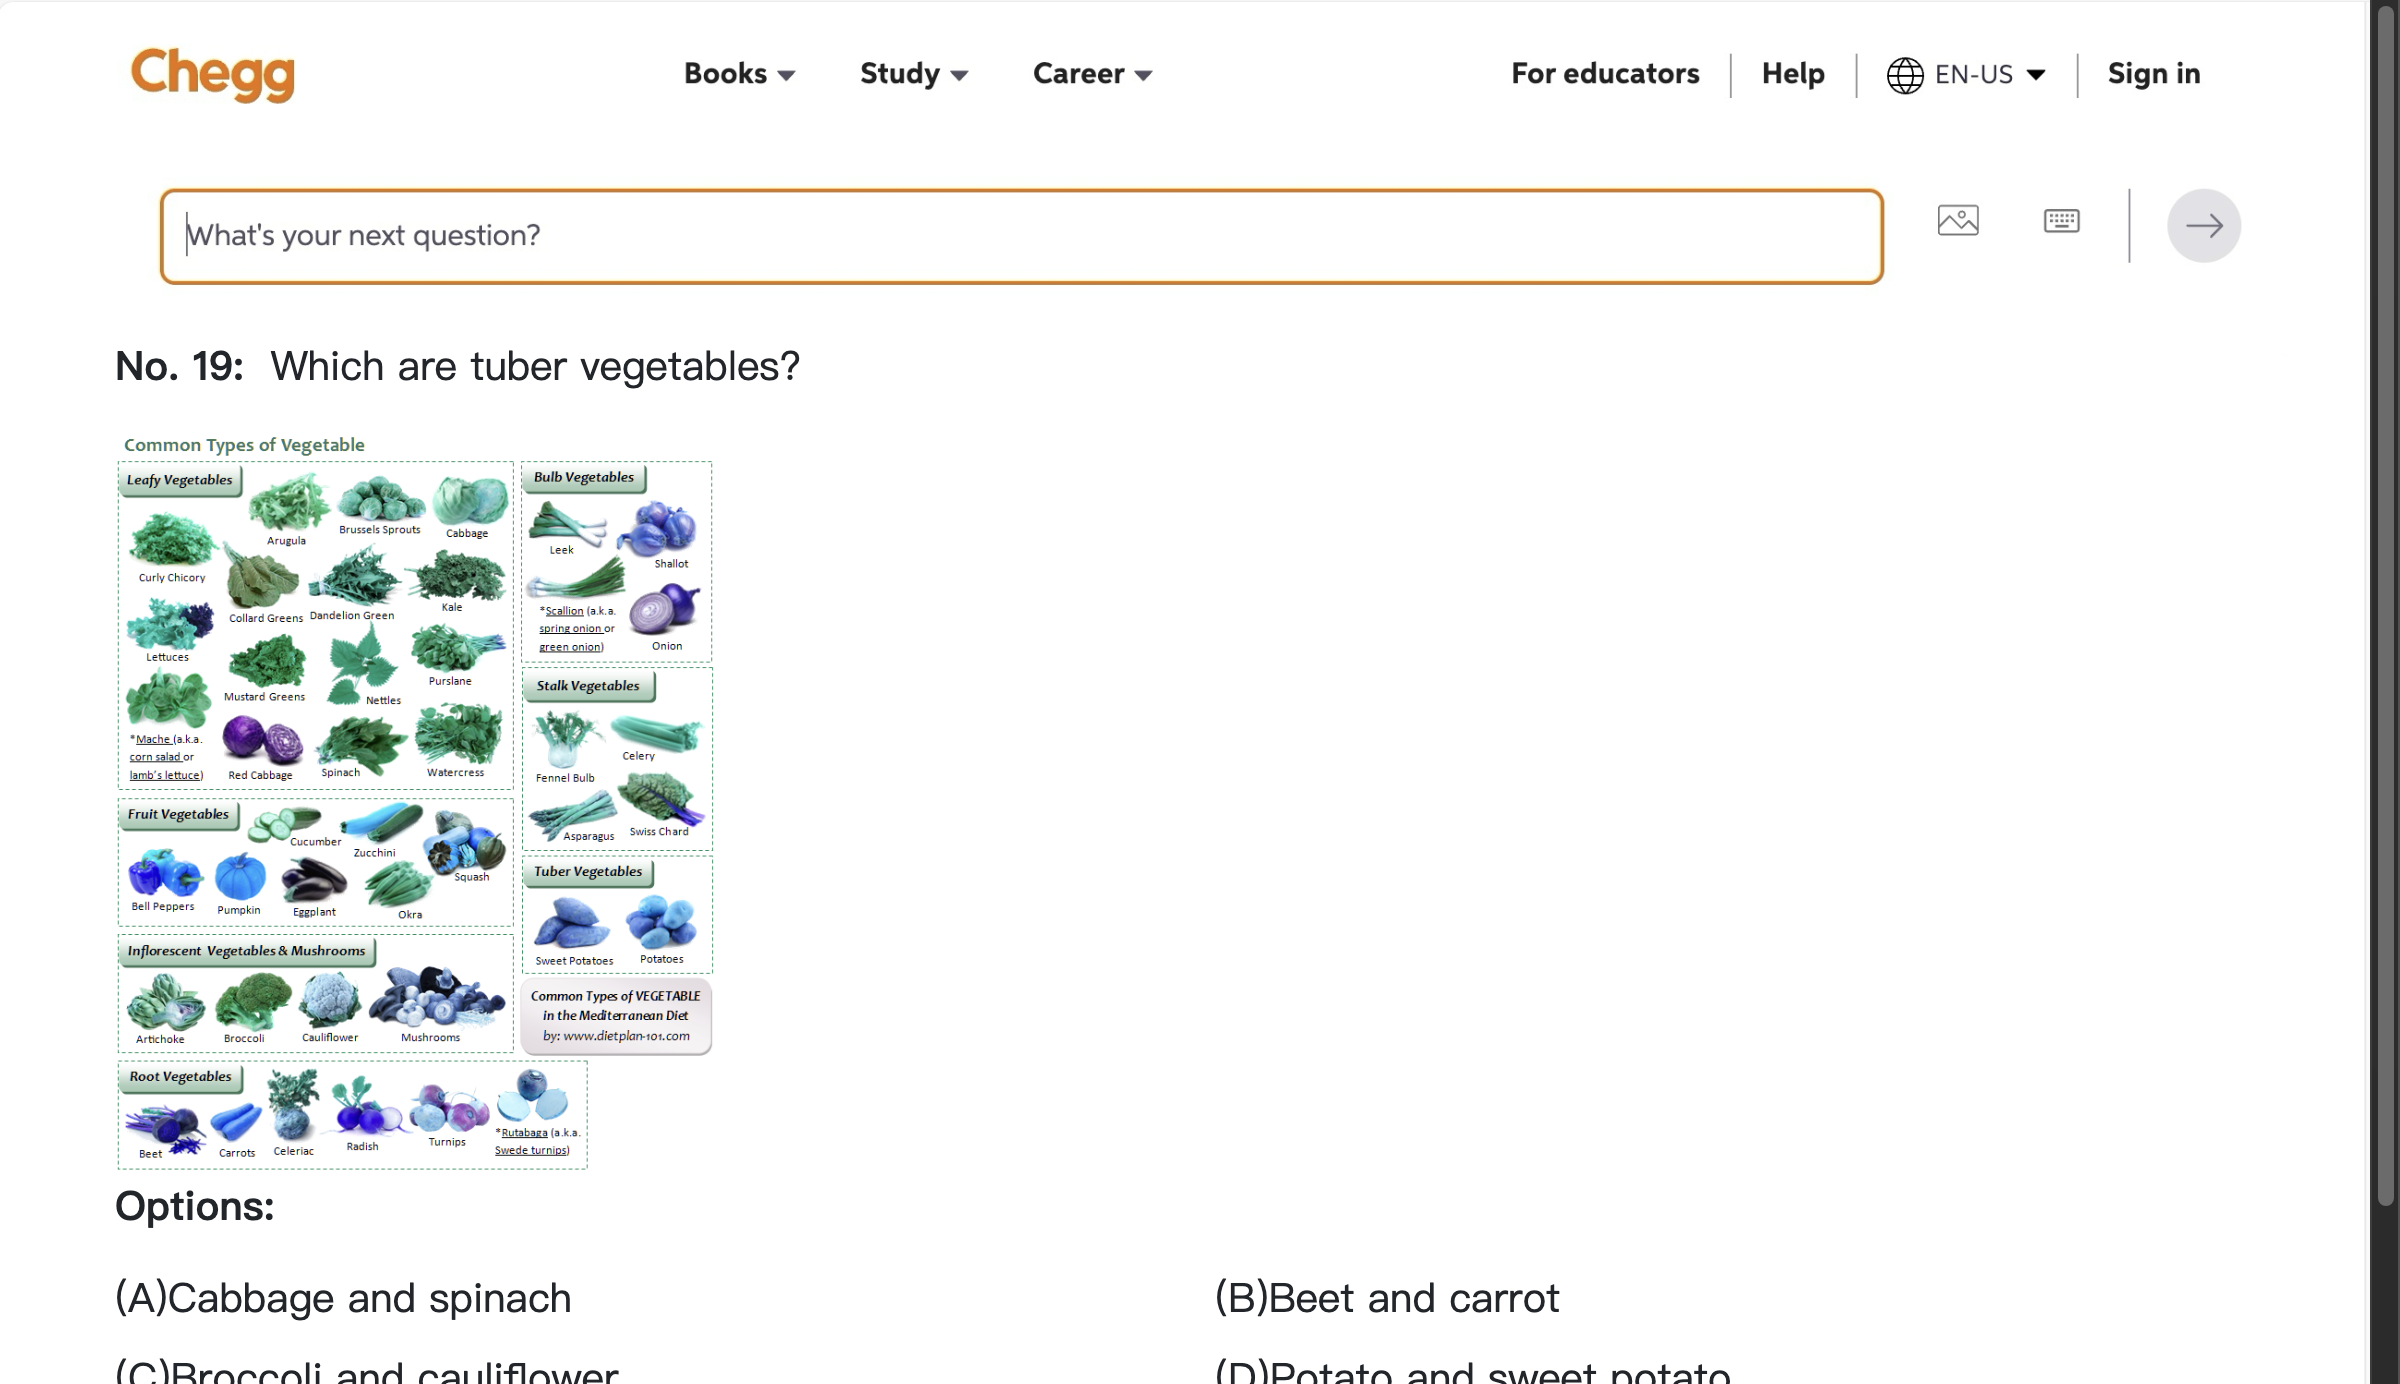 Chegg
Books
Study
Career
For educators
Help
EN-US
Sign in
What's your next question?
No. 19: Which are tuber vegetables?
Common Types of Vegetable
Leafy Vegetables
Arugula
Brussels Sprouts
Cabbage
Curly Chicory
Collard Greens
Dandelion Green
Kale
Lettuces
Mustard Greens
Nettles
Purslane
*Mache (a.k.a.
corn salad or
lamb's lettuce)
Red Cabbage
Spinach
Watercress
Bulb Vegetables
Leek
Shallot
*Scallion (a.k.a.
spring onion or
green onion)
Onion
Stalk Vegetables
Fennel Bulb
Celery
Asparagus
Swiss Chard
Fruit Vegetables
Cucumber
Zucchini
Squash
Bell Peppers
Pumpkin
Eggplant
Okra
Tuber Vegetables
Sweet Potatoes
Potatoes
Inflorescent Vegetables & Mushrooms
Artichoke
Broccoli
Cauliflower
Mushrooms
Common Types of VEGETABLE
in the Mediterranean Diet
by: www.dietplan-101.com
Root Vegetables
Beet
Carrots
Celeriac
Radish
Turnips
*Rutabaga (a.k.a.
Swede turnips)
Options:
(A)Cabbage and spinach
(B)Beet and carrot
(C)Broccoli and cauliflower
(D)Potato and sweet potato